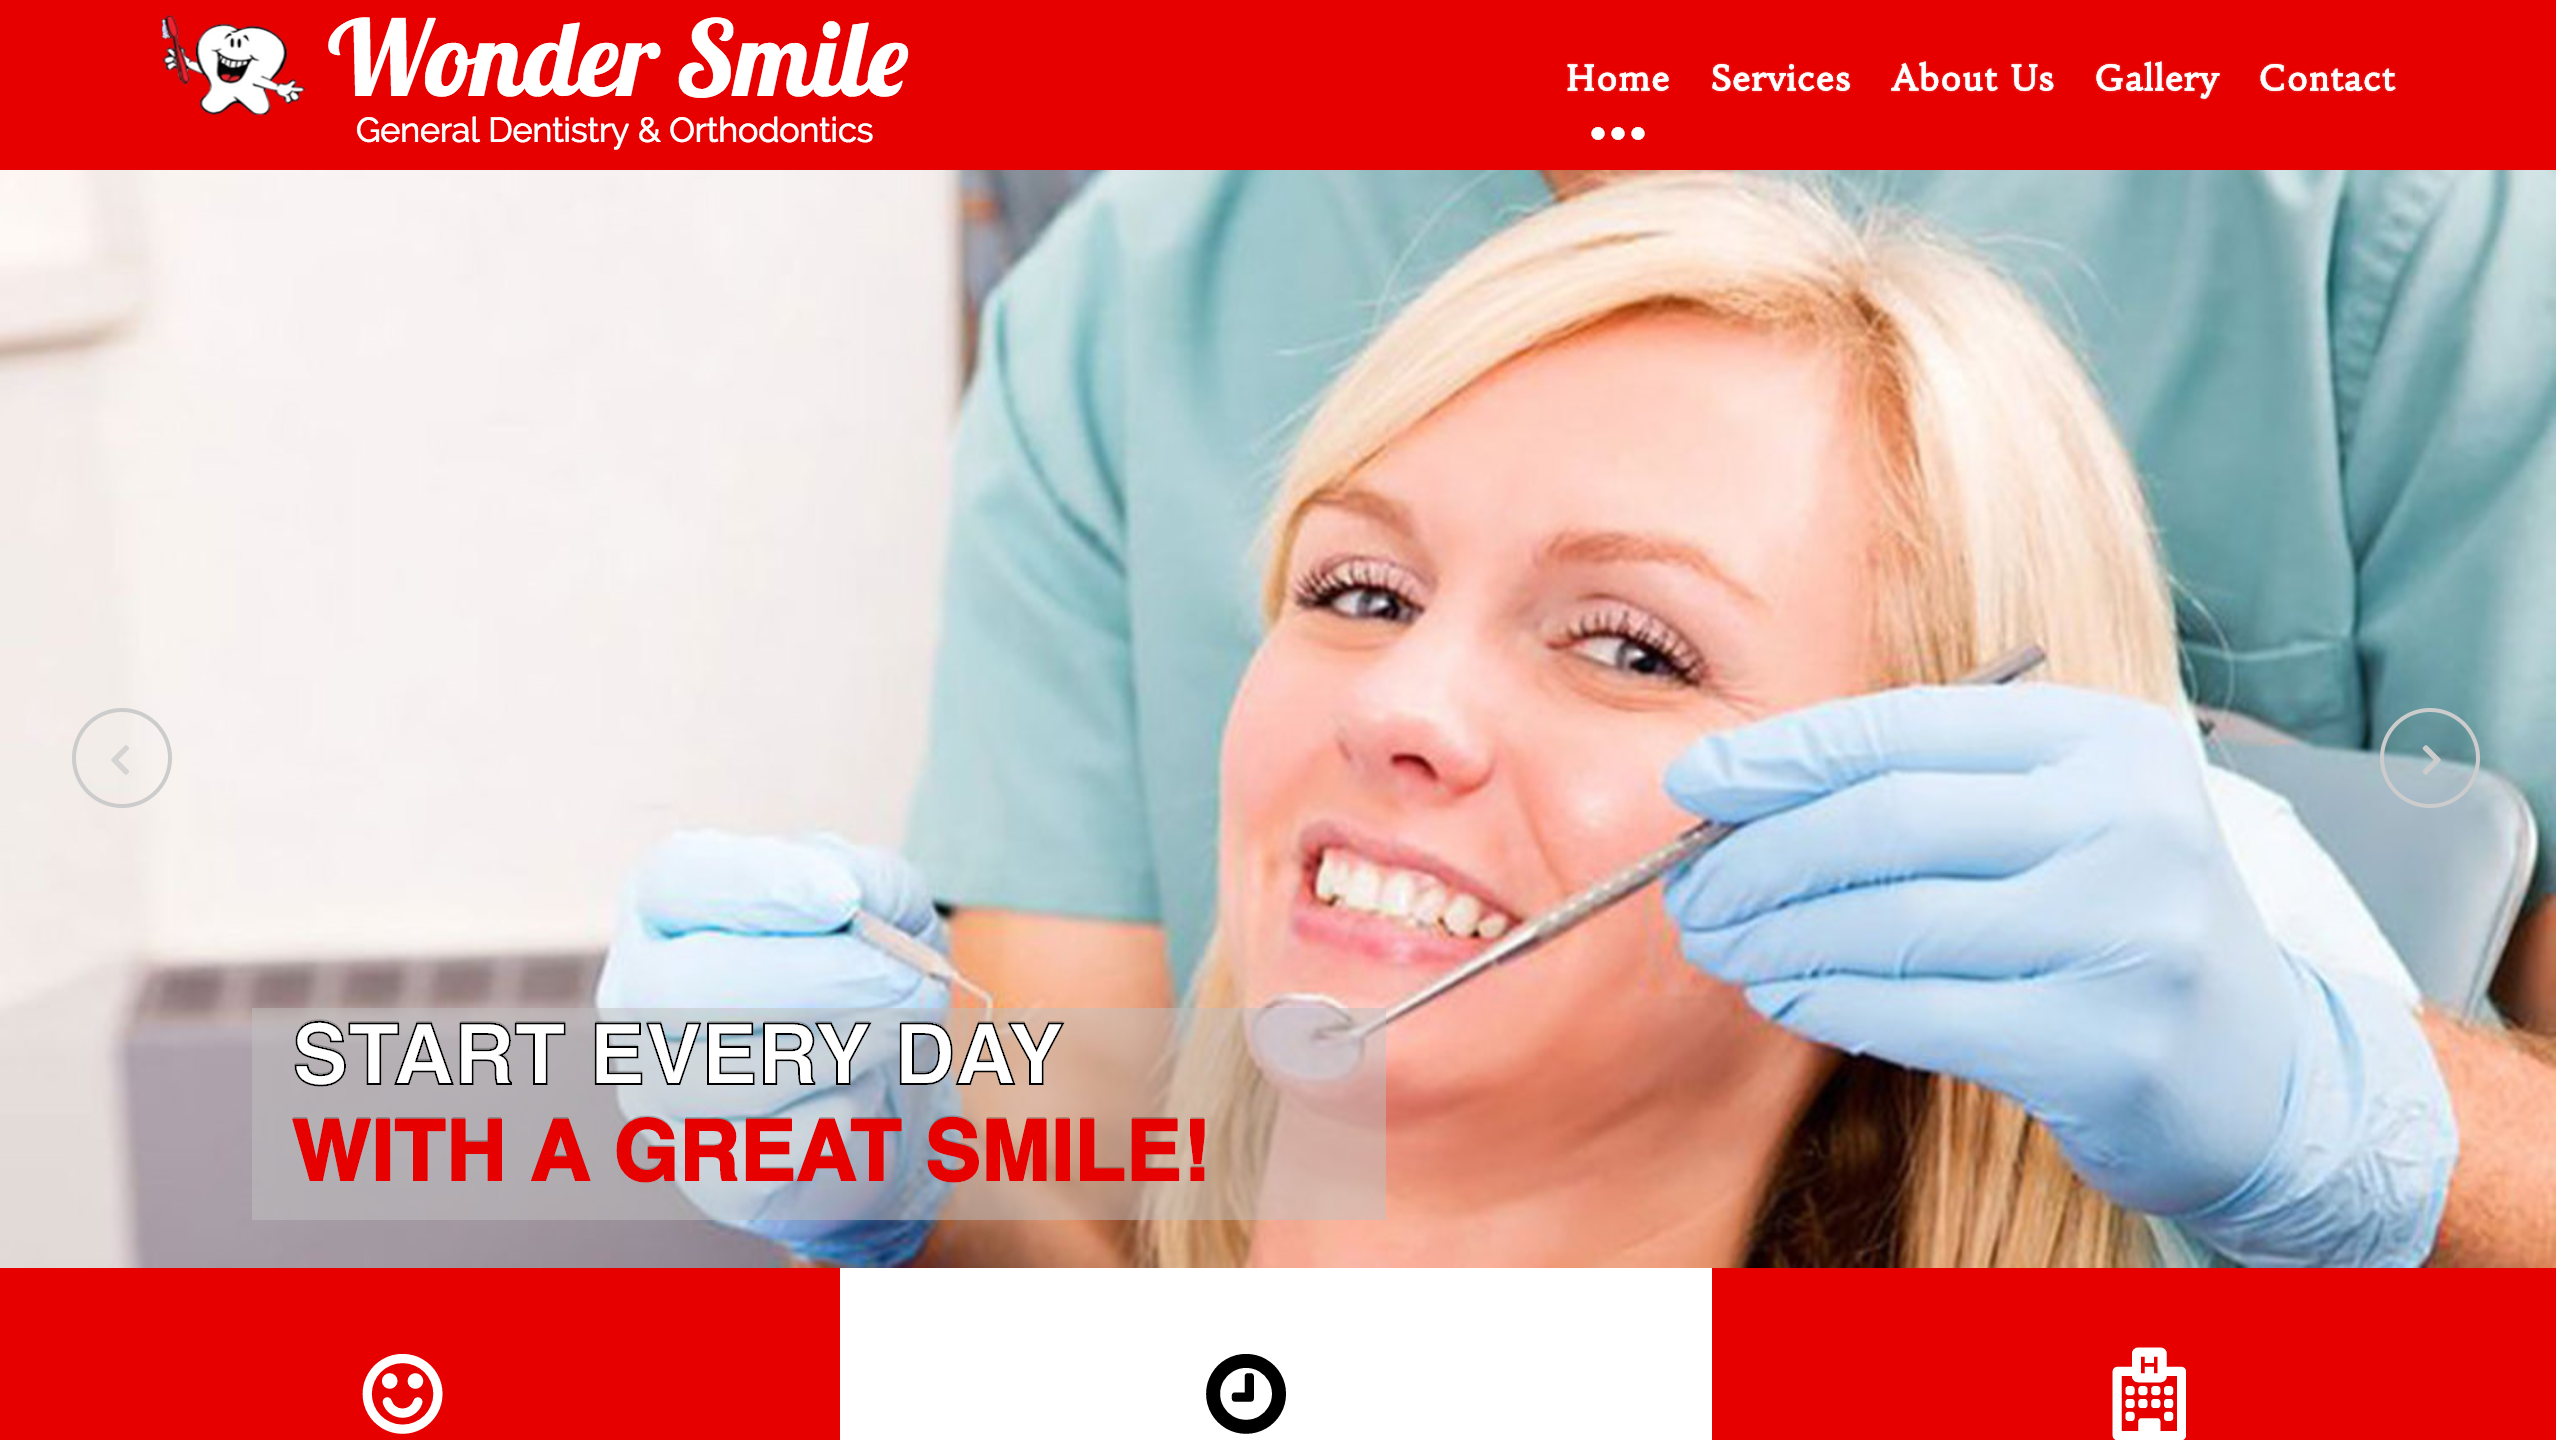 Wonder Smile
General Dentistry & Orthodontics
Home Services About Us Gallery Contact
START EVERY DAY
WITH A GREAT SMILE!
H